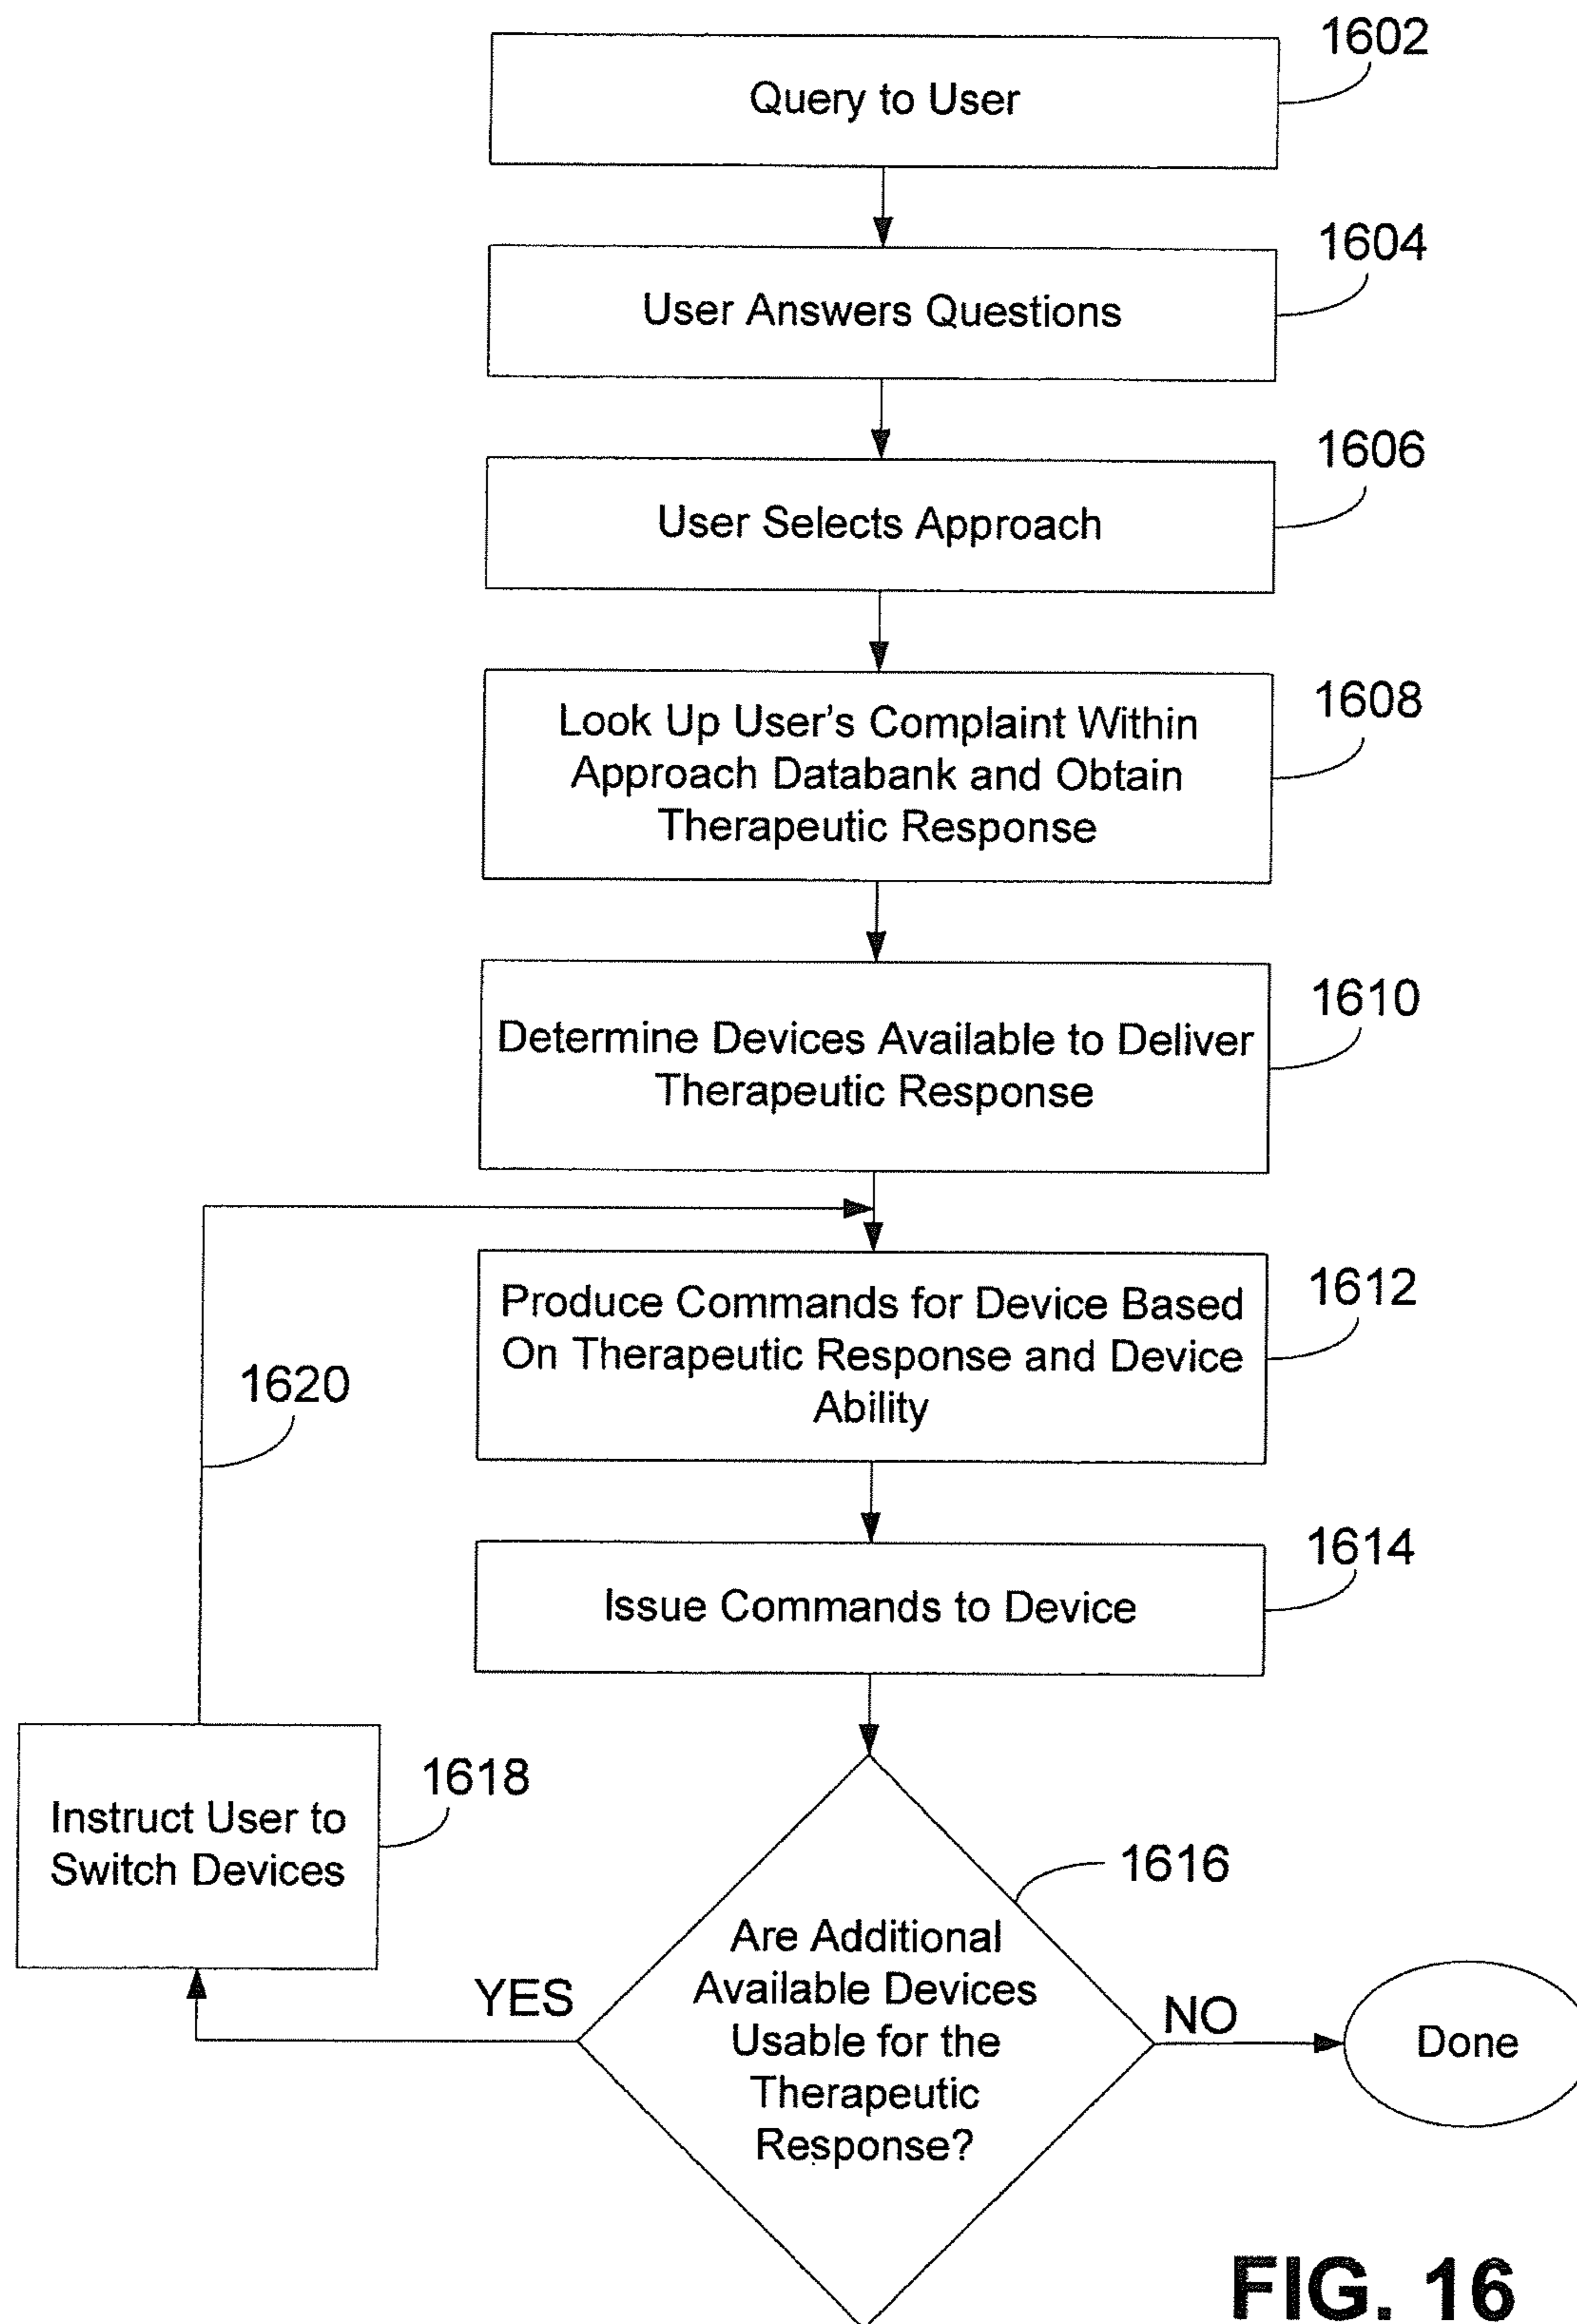 1602
Query to User
1604
User Answers Questions
1606
User Selects Approach
1608
Look Up User's Complaint Within
Approach Databank and Obtain
Therapeutic Response
1610
Determine Devices Available to Deliver
Therapeutic Response
1612
Produce Commands for Device Based
On Therapeutic Response and Device
Ability
1620
1614
Issue Commands to Device
1618
Instruct User to
Switch Devices
1616
Are Additional
Available Devices
Usable for the
Therapeutic
Response?
YES
NO
Done
FIG. 16